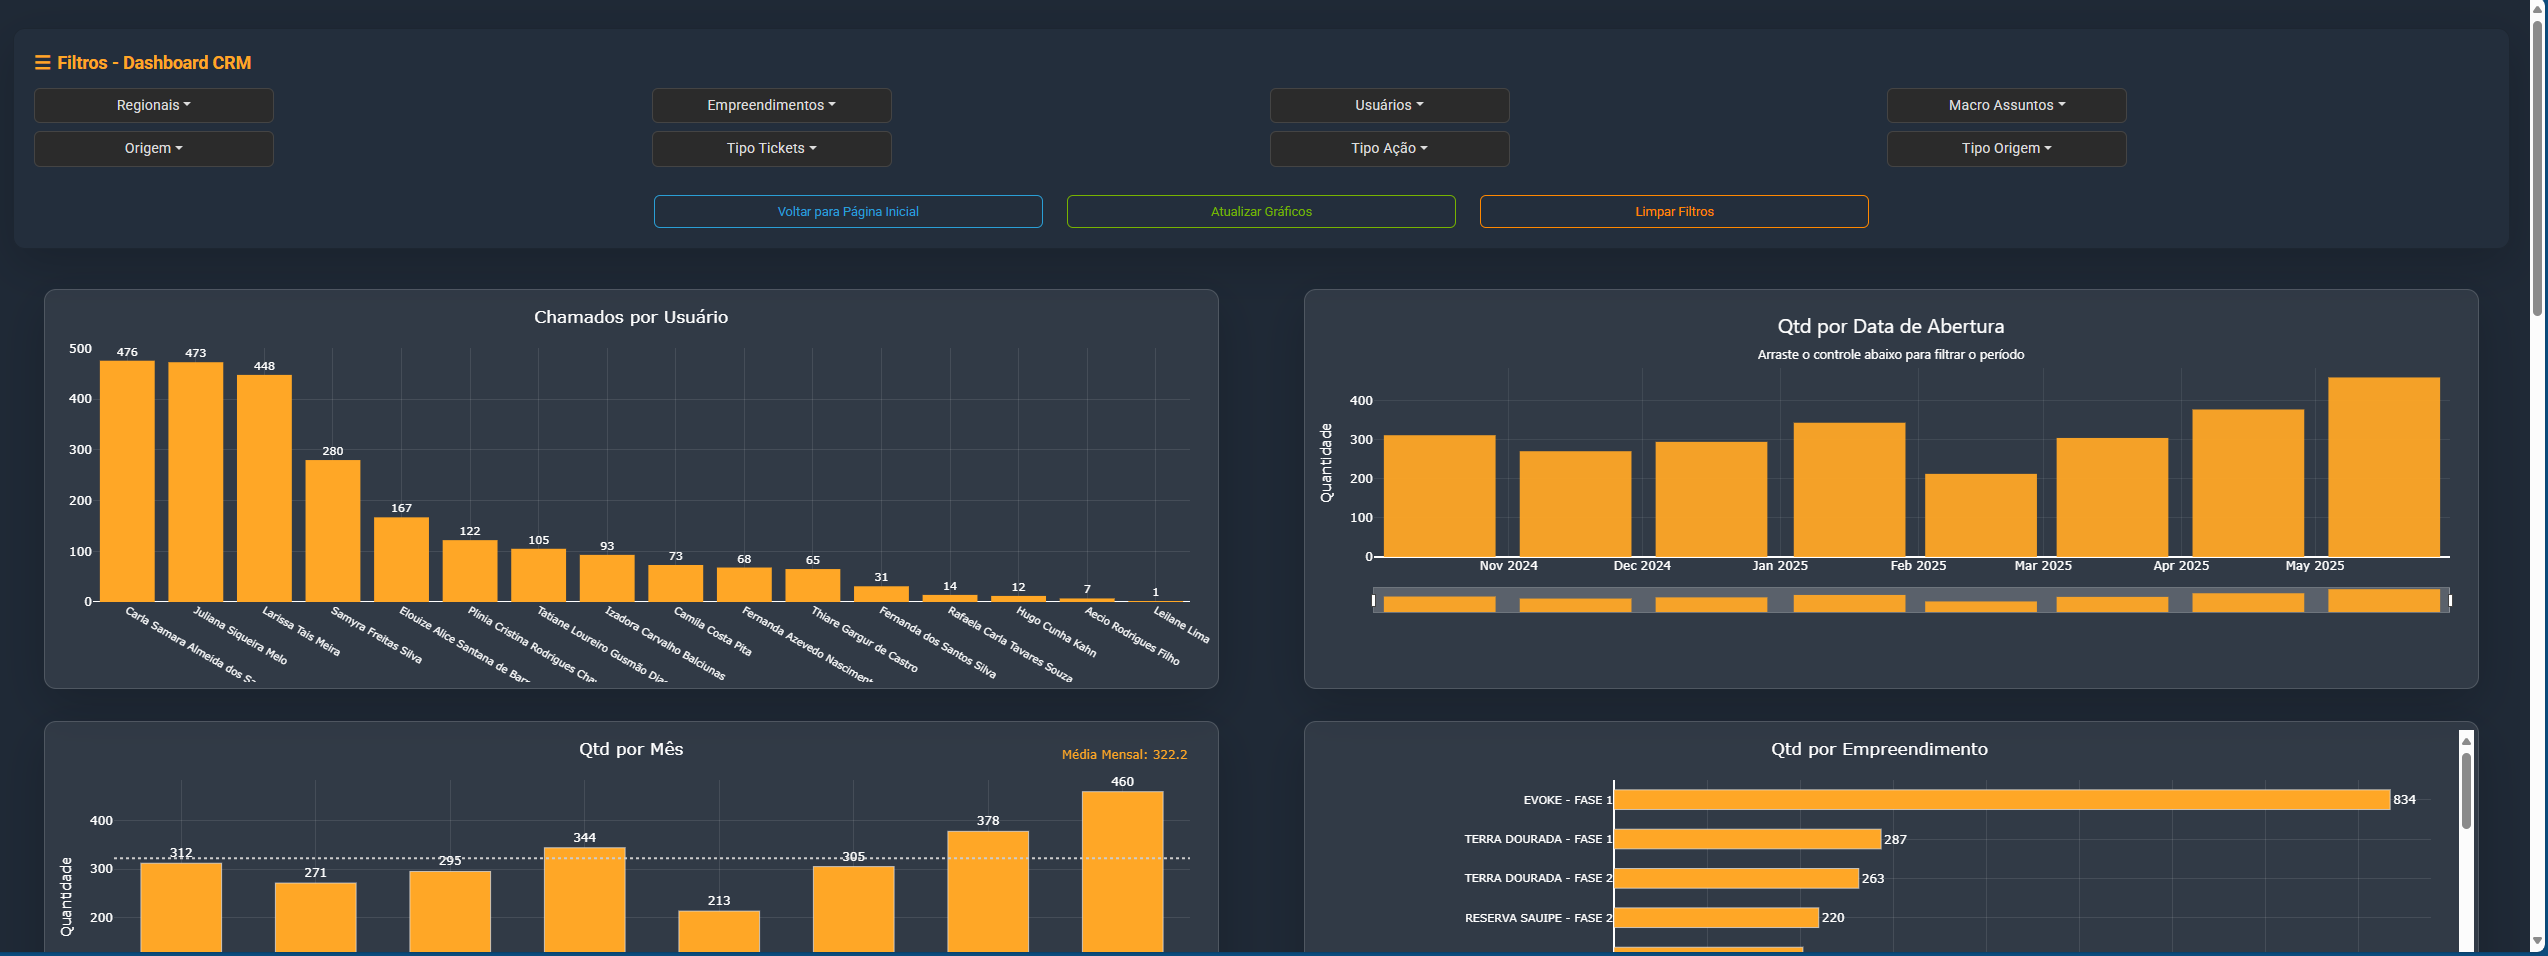 Filtros - Dashboard CRM
Regionais
Empreendimentos
Usuários
Macro Assuntos
Origem
Tipo Tickets
Tipo Ação
Tipo Origem
Voltar para Página Inicial
Atualizar Gráficos
Limpar Filtros
Chamados por Usuário
500
400
300
200
100
0
476
473
448
280
167
122
105
93
73
68
65
31
14
12
7
1
Carla Samara Almeida dos
Juliana Siqueira Melo
Larissa Tais Meira
Samyra Freitas Silva
Elouize Alice Santana de
Plinia Cristina Rodrigues
Tatiane Loureiro Gusmão
Izadora Carvalho Balciunas
Camila Costa Pita
Fernanda Azevedo
Thiare Gargur de Castro
Fernanda dos Santos Silva
Rafaela Carla Tavares Souza
Hugo Cunha Kahn
Aecio Rodrigues Filho
Leilane Lima
Qtd por Data de Abertura
Arraste o controle abaixo para filtrar o período
Quantidade
400
300
200
100
0
Nov 2024
Dec 2024
Jan 2025
Feb 2025
Mar 2025
Apr 2025
May 2025
Qtd por Mês
Média Mensal: 322.2
Quantidade
400
300
200
312
271
295
344
213
305
378
460
Qtd por Empreendimento
EVOKE - FASE 1
834
TERRA DOURADA - FASE 1
287
TERRA DOURADA - FASE 2
263
RESERVA SAUIPE - FASE 2
220